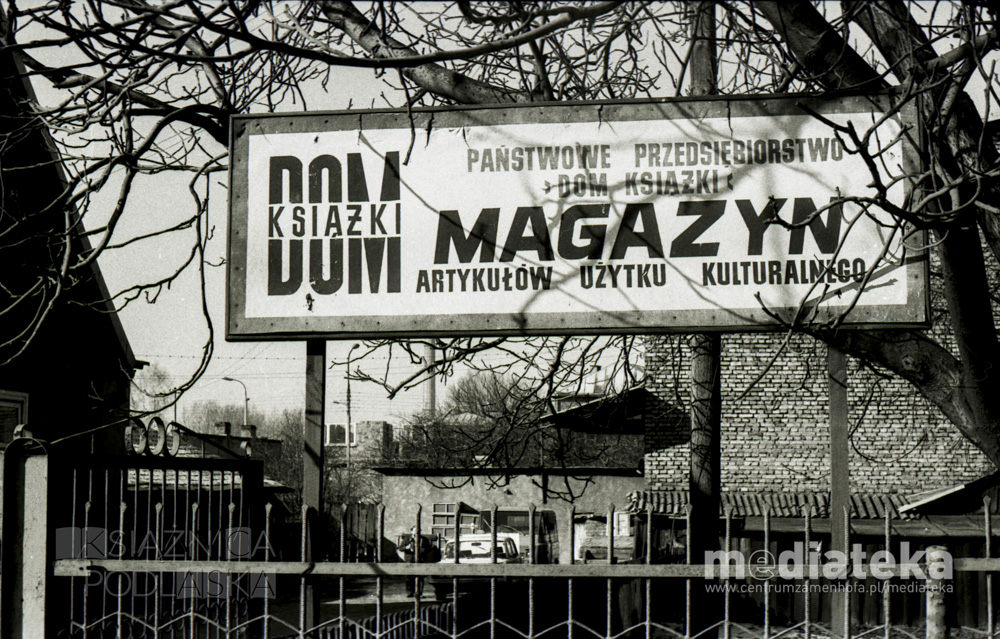 DOM
KSIĄŻKI
DOM
PAŃSTWOWE PRZEDSIĘBIORSTWO
›DOM KSIĄŻKI‹
MAGAZYN
ARTYKUŁÓW UŻYTKU KULTURALNEGO
KSIĄŻNICA
PODLASKA
mediateka
www.centrumzamenhofa.pl/mediateka